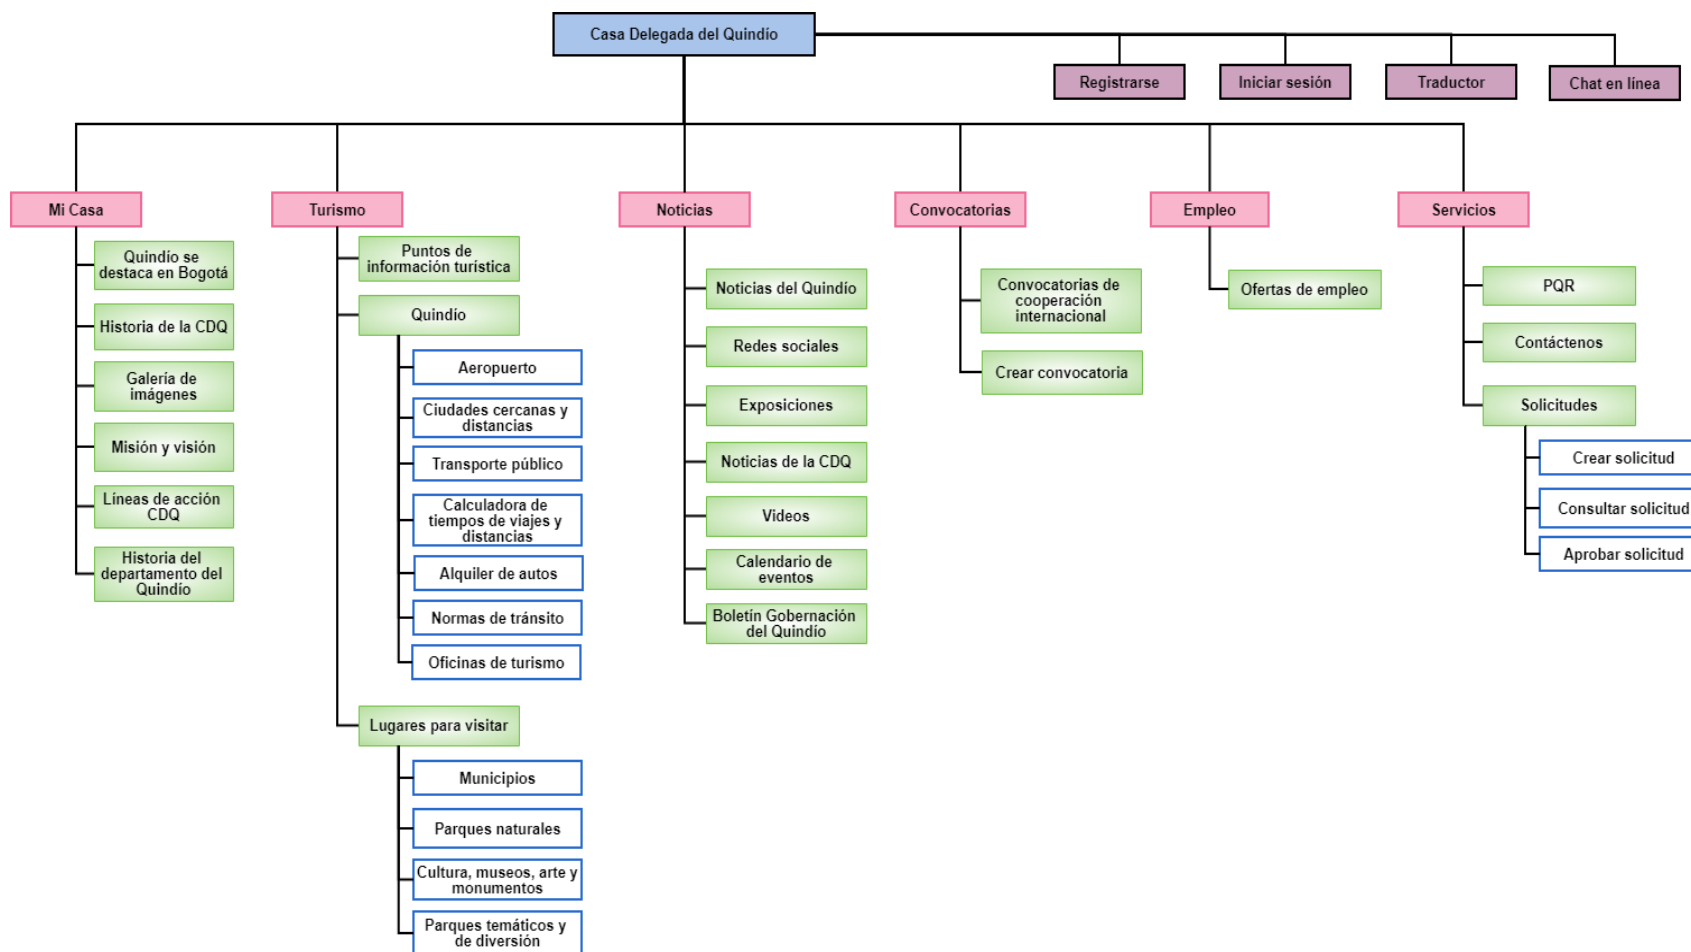 Casa Delegada del Quindío
Registrarse
Iniciar sesión
Traductor
Chat en línea
Mi Casa
Turismo
Noticias
Convocatorias
Empleo
Servicios
Quindío se
destaca en Bogotá
Historia de la CDQ
Galería de
imágenes
Misión y visión
Líneas de acción
CDQ
Historia del
departamento del
Quindío
Puntos de
información turística
Quindío
Aeropuerto
Ciudades cercanas y
distancias
Transporte público
Calculadora de
tiempos de viajes y
distancias
Alquiler de autos
Normas de tránsito
Oficinas de turismo
Lugares para visitar
Municipios
Parques naturales
Cultura, museos, arte y
monumentos
Parques temáticos y
de diversión
Noticias del Quindío
Redes sociales
Exposiciones
Noticias de la CDQ
Videos
Calendario de
eventos
Boletín Gobernación
del Quindío
Convocatorias de
cooperación
internacional
Crear convocatoria
Ofertas de empleo
PQR
Contáctenos
Solicitudes
Crear solicitud
Consultar solicitud
Aprobar solicitud